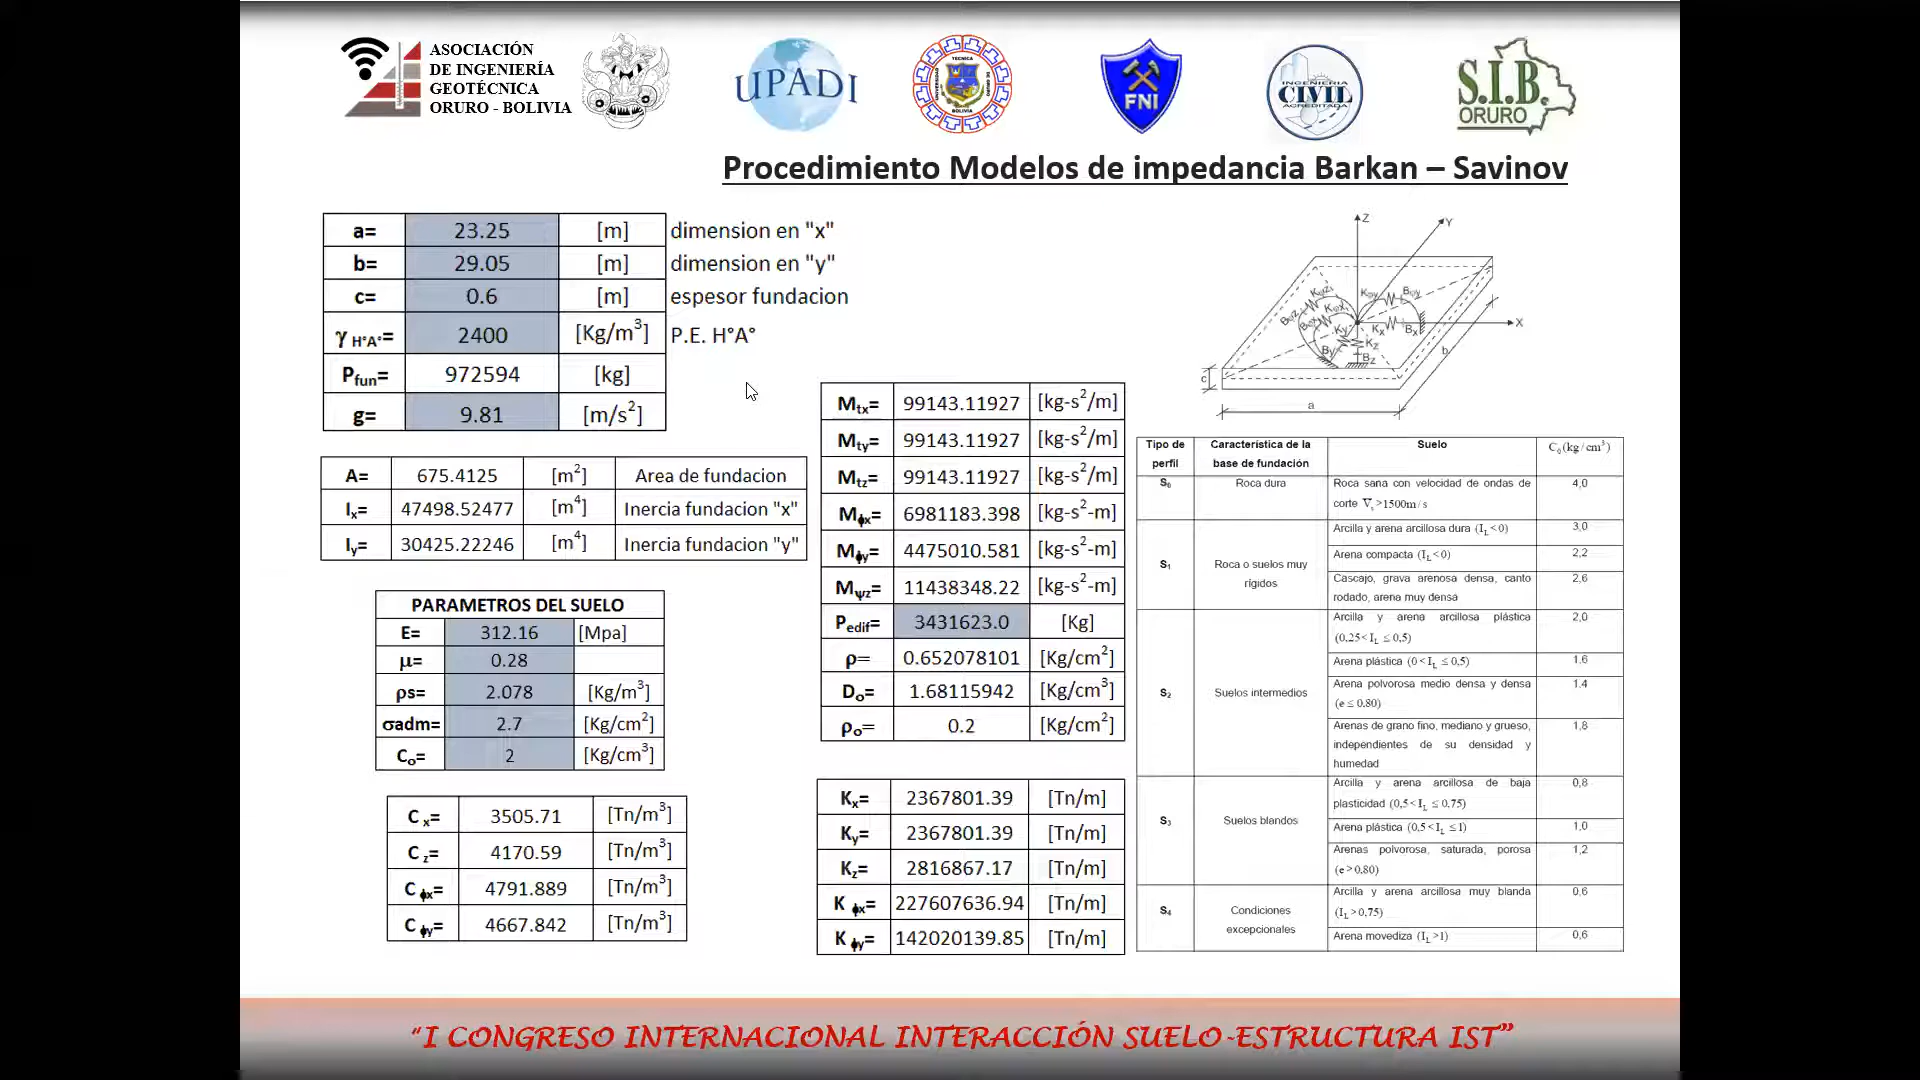 ASOCIACIÓN
DE INGENIERÍA
GEOTÉCNICA
ORURO - BOLIVIA
UPADI
FNI
INGENIERIA
CIVIL
ACREDITADA
S.I.B.
ORURO
Procedimiento Modelos de impedancia Barkan – Savinov
a= 23.25 [m] dimension en "x"
b= 29.05 [m] dimension en "y"
c= 0.6 [m] espesor fundacion
γ H°A°= 2400 [Kg/m³] P.E. H°A°
Pfun= 972594 [kg]
g= 9.81 [m/s²]
A= 675.4125 [m²] Area de fundacion
Ix= 47498.52477 [m⁴] Inercia fundacion "x"
Iy= 30425.22246 [m⁴] Inercia fundacion "y"
PARAMETROS DEL SUELO
E= 312.16 [Mpa]
μ= 0.28
ρs= 2.078 [Kg/m³]
σadm= 2.7 [Kg/cm²]
Co= 2 [Kg/cm³]
C x= 3505.71 [Tn/m³]
C z= 4170.59 [Tn/m³]
C ϕx= 4791.889 [Tn/m³]
C ϕy= 4667.842 [Tn/m³]
Mtx= 99143.11927 [kg-s²/m]
Mty= 99143.11927 [kg-s²/m]
Mtz= 99143.11927 [kg-s²/m]
Mϕx= 6981183.398 [kg-s²-m]
Mϕy= 4475010.581 [kg-s²-m]
Mψz= 11438348.22 [kg-s²-m]
Pedif= 3431623.0 [Kg]
ρ= 0.652078101 [Kg/cm²]
Do= 1.68115942 [Kg/cm³]
ρo= 0.2 [Kg/cm²]
Kx= 2367801.39 [Tn/m]
Ky= 2367801.39 [Tn/m]
Kz= 2816867.17 [Tn/m]
K ϕx= 227607636.94 [Tn/m]
K ϕy= 142020139.85 [Tn/m]
Z
Y
X
Kx
Bx
Ky
By
Kz
Bz
a
b
c
Tipo de perfil Característica de la base de fundación Suelo C₀(kg/cm³)
S₀ Roca dura Roca sana con velocidad de ondas de
corte V̅s >1500m/s 4,0
S₁ Roca o suelos muy rígidos
Arcilla y arena arcillosa dura (IL<0) 3,0
Arena compacta (IL<0) 2,2
Cascajo, grava arenosa densa, canto
rodado, arena muy densa 2,6
S₂ Suelos intermedios
Arcilla y arena arcillosa plástica
(0,25< IL ≤ 0,5) 2,0
Arena plástica (0< IL ≤ 0,5) 1.6
Arena polvorosa medio densa y densa
(e ≤ 0.80) 1.4
Arenas de grano fino, mediano y grueso,
independientes de su densidad y
humedad 1,8
S₃ Suelos blandos
Arcilla y arena arcillosa de baja
plasticidad (0,5< IL ≤ 0.75) 0,8
Arena plástica (0,5< IL ≤1) 1,0
Arenas polvorosa, saturada, porosa
(e > 0.80) 1,2
S₄ Condiciones excepcionales
Arcilla y arena arcillosa muy blanda
(IL > 0.75) 0,6
Arena movediza (IL >1) 0,6
“I CONGRESO INTERNACIONAL INTERACCIÓN SUELO-ESTRUCTURA IST”